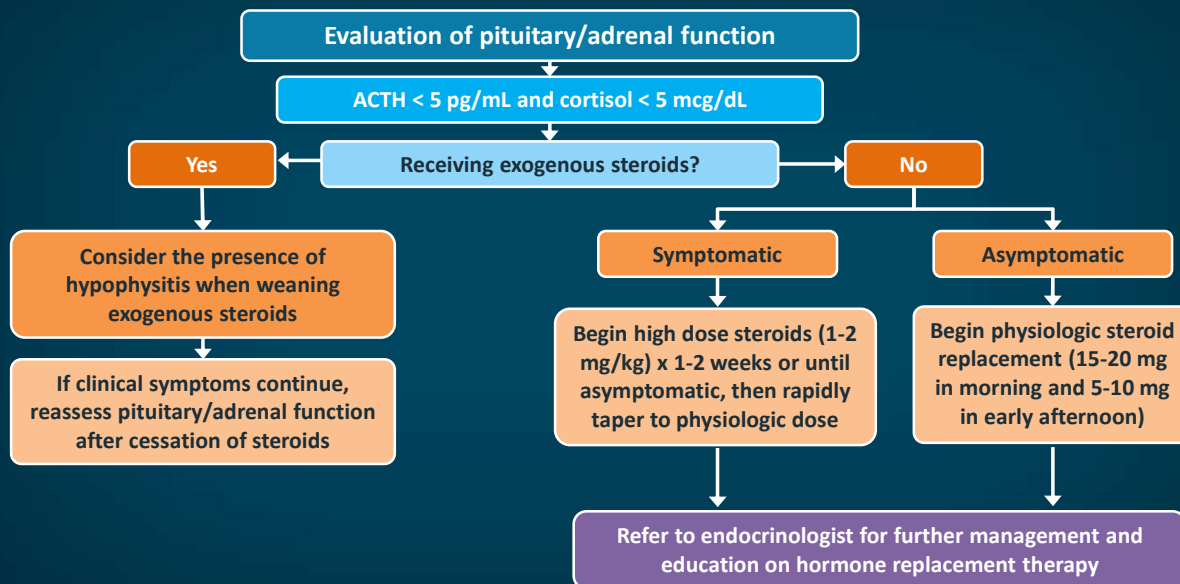 Evaluation of pituitary/adrenal function
ACTH < 5 pg/mL and cortisol < 5 mcg/dL
Yes
Receiving exogenous steroids?
No
Consider the presence of
hypophysitis when weaning
exogenous steroids
If clinical symptoms continue,
reassess pituitary/adrenal function
after cessation of steroids
Symptomatic
Begin high dose steroids (1-2
mg/kg) x 1-2 weeks or until
asymptomatic, then rapidly
taper to physiologic dose
Asymptomatic
Begin physiologic steroid
replacement (15-20 mg
in morning and 5-10 mg
in early afternoon)
Refer to endocrinologist for further management and
education on hormone replacement therapy